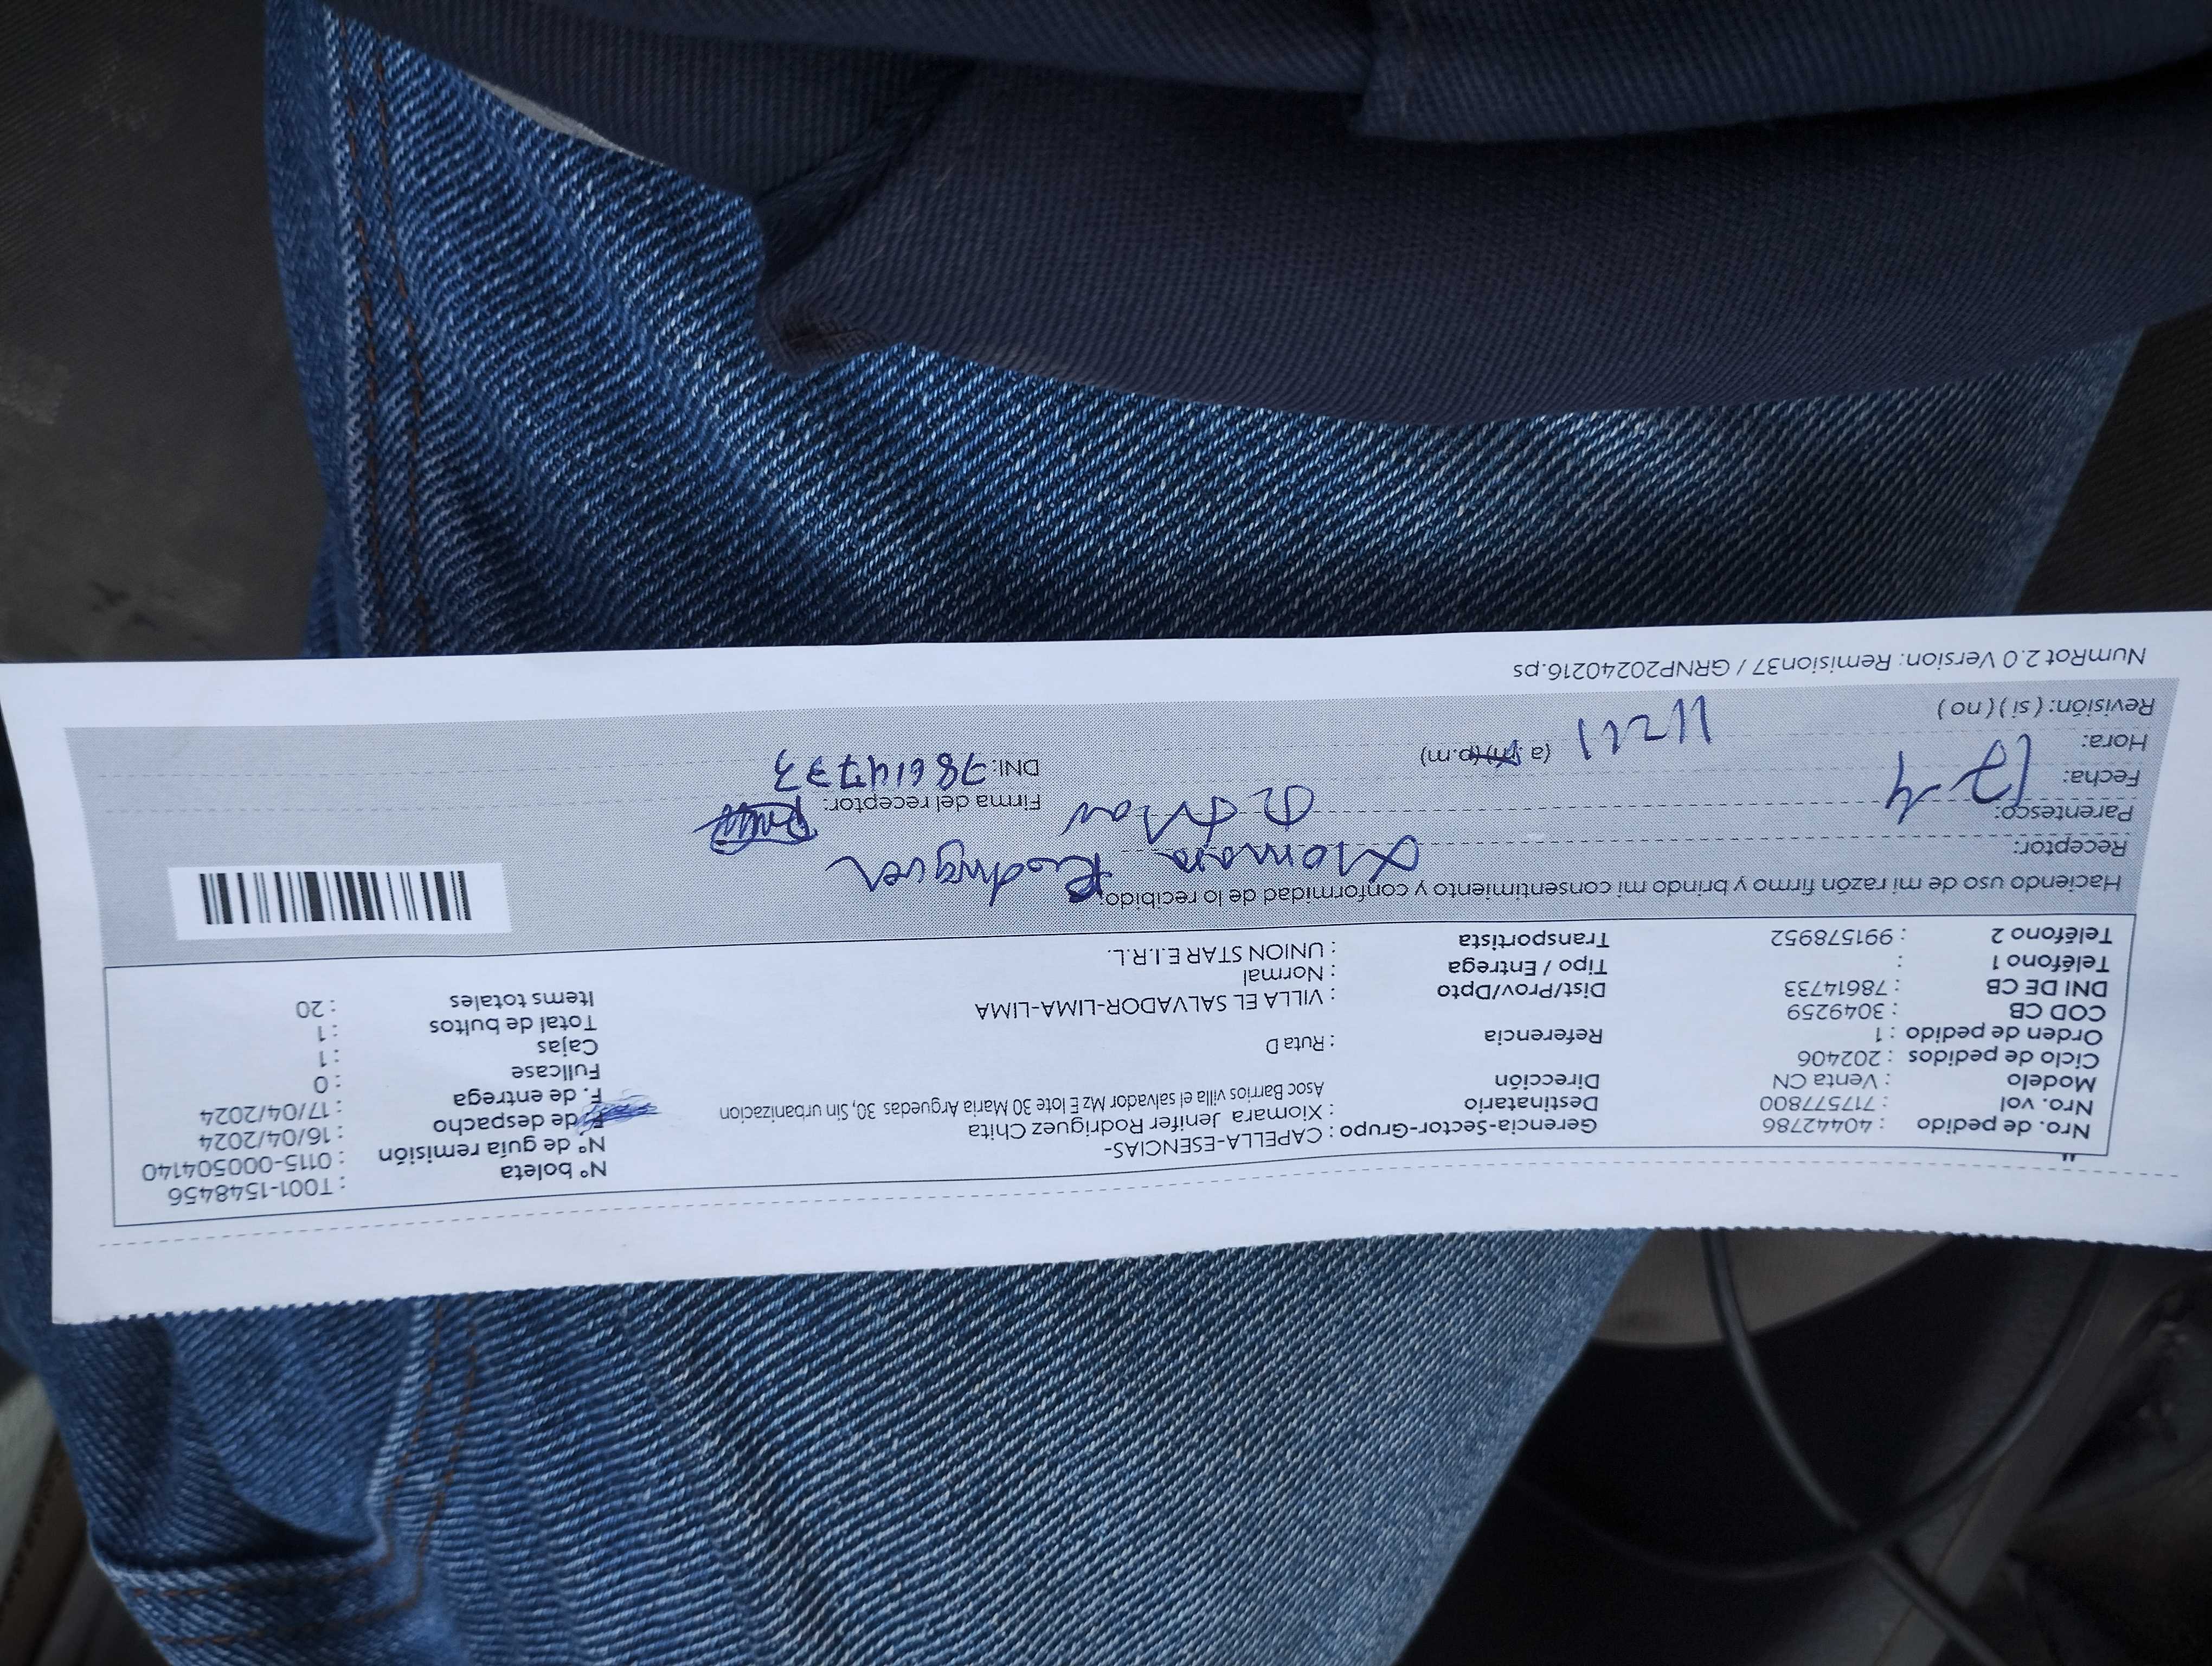 Nro. de pedido : 40442786 Gerencia-Sector-Grupo : CAPELLA-ESENCIAS- N° boleta : T001-1548456
Nro. vol : 717577800 Destinatario : Xiomara Jenifer Rodriguez Chita N° de guía remisión : 0115-000504140
Modelo : Venta CN Dirección Asoc Barrios villa el salvador Mz E lote 30 Maria Arguedas 30, Sin urbanizacion F. de despacho : 16/04/2024
Ciclo de pedidos : 202406 F. de entrega : 17/04/2024
Orden de pedido : 1 Referencia : Ruta D Fullcase : 0
COD CB : 3049259 Cajas : 1
DNI DE CB : 78614733 Dist/Prov/Dpto : VILLA EL SALVADOR-LIMA-LIMA Total de bultos : 1
Teléfono 1 : Tipo / Entrega : Normal Items totales : 20
Teléfono 2 : 991578952 Transportista : UNION STAR E.I.R.L.
Haciendo uso de mi razón firmo y brindo mi consentimiento y conformidad de lo recibido:
Receptor: Xiomara Rodriguez
Parentesco:
Firma del receptor:
Fecha: 17-4
DNI: 78614733
Hora: (a.m)(p.m)
Revisión: ( si ) ( no )
NumRot 2.0 Version: Remision37 / GRNP20240216.ps